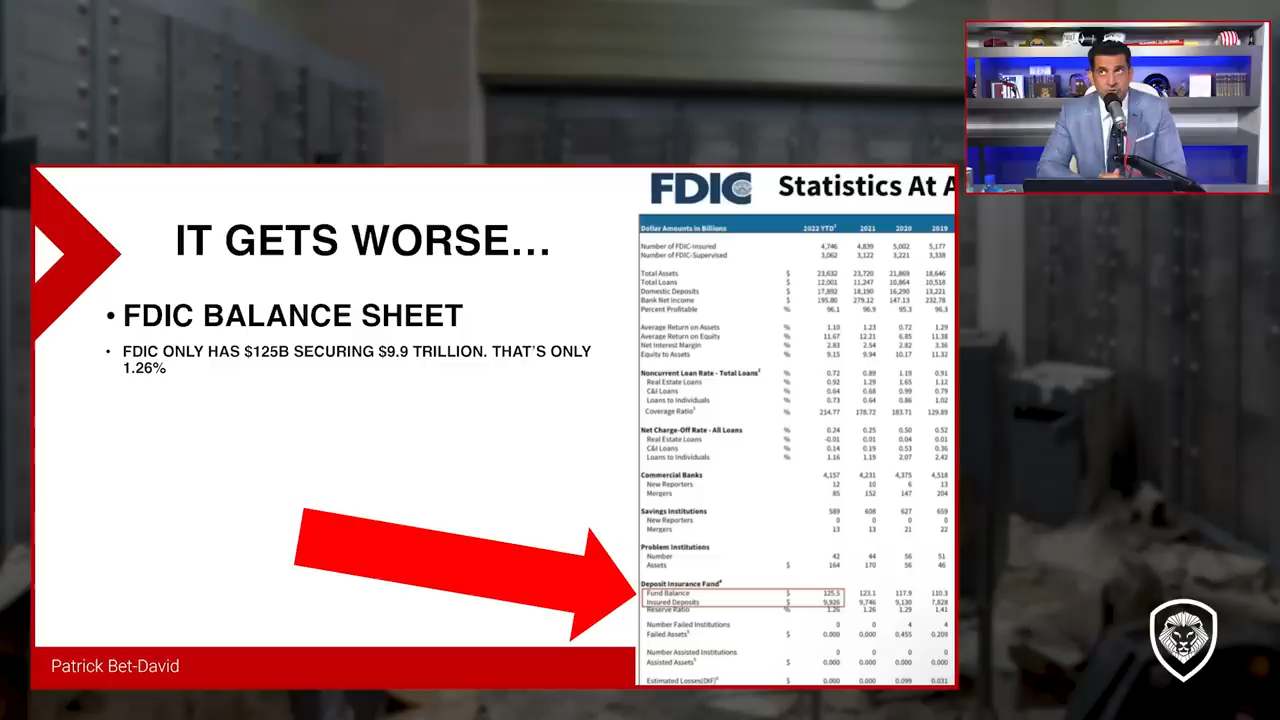 IT GETS WORSE...
• FDIC BALANCE SHEET
• FDIC ONLY HAS $125B SECURING $9.9 TRILLION. THAT'S ONLY
1.26%
Patrick Bet-David
FDIC Statistics At A
Dollar Amounts in Billions 2022 YTD¹ 2021 2020 2019
Number of FDIC-Insured 4,746 4,839 5,002 5,177
Number of FDIC-Supervised 3,062 3,122 3,221 3,338
Total Assets $ 23,632 23,720 21,869 18,646
Total Loans $ 12,001 11,247 10,864 10,518
Domestic Deposits $ 17,892 18,190 16,290 13,221
Bank Net Income $ 195.80 279.12 147.13 232.78
Percent Profitable % 96.1 96.9 95.3 96.3
Average Return on Assets % 1.10 1.23 0.72 1.29
Average Return on Equity % 11.67 12.21 6.85 11.38
Net Interest Margin % 2.83 2.54 2.82 3.36
Equity to Assets % 9.15 9.94 10.17 11.32
Noncurrent Loan Rate - Total Loans² % 0.72 0.89 1.19 0.91
Real Estate Loans % 0.92 1.29 1.65 1.12
C&I Loans % 0.64 0.68 0.99 0.79
Loans to Individuals % 0.73 0.64 0.86 1.02
Coverage Ratio³ % 214.77 178.72 183.71 129.89
Net Charge-Off Rate - All Loans % 0.24 0.25 0.50 0.52
Real Estate Loans % -0.01 0.01 0.04 0.01
C&I Loans % 0.14 0.19 0.53 0.36
Loans to Individuals % 1.16 1.19 2.07 2.42
Commercial Banks 4,157 4,231 4,375 4,518
New Reporters 12 10 6 13
Mergers 85 152 147 204
Savings Institutions 589 608 627 659
New Reporters 0 0 0 0
Mergers 13 13 21 22
Problem Institutions
Number 42 44 56 51
Assets $ 164 170 56 46
Deposit Insurance Fund⁴
Fund Balance $ 125.5 123.1 117.9 110.3
Insured Deposits $ 9,926 9,746 9,130 7,828
Reserve Ratio % 1.26 1.26 1.29 1.41
Number Failed Institutions 0 0 4 4
Failed Assets⁵ $ 0.000 0.000 0.455 0.209
Number Assisted Institutions 0 0 0 0
Assisted Assets⁵ $ 0.000 0.000 0.000 0.000
Estimated Losses(DIF)⁶ $ 0.000 0.000 0.099 0.031